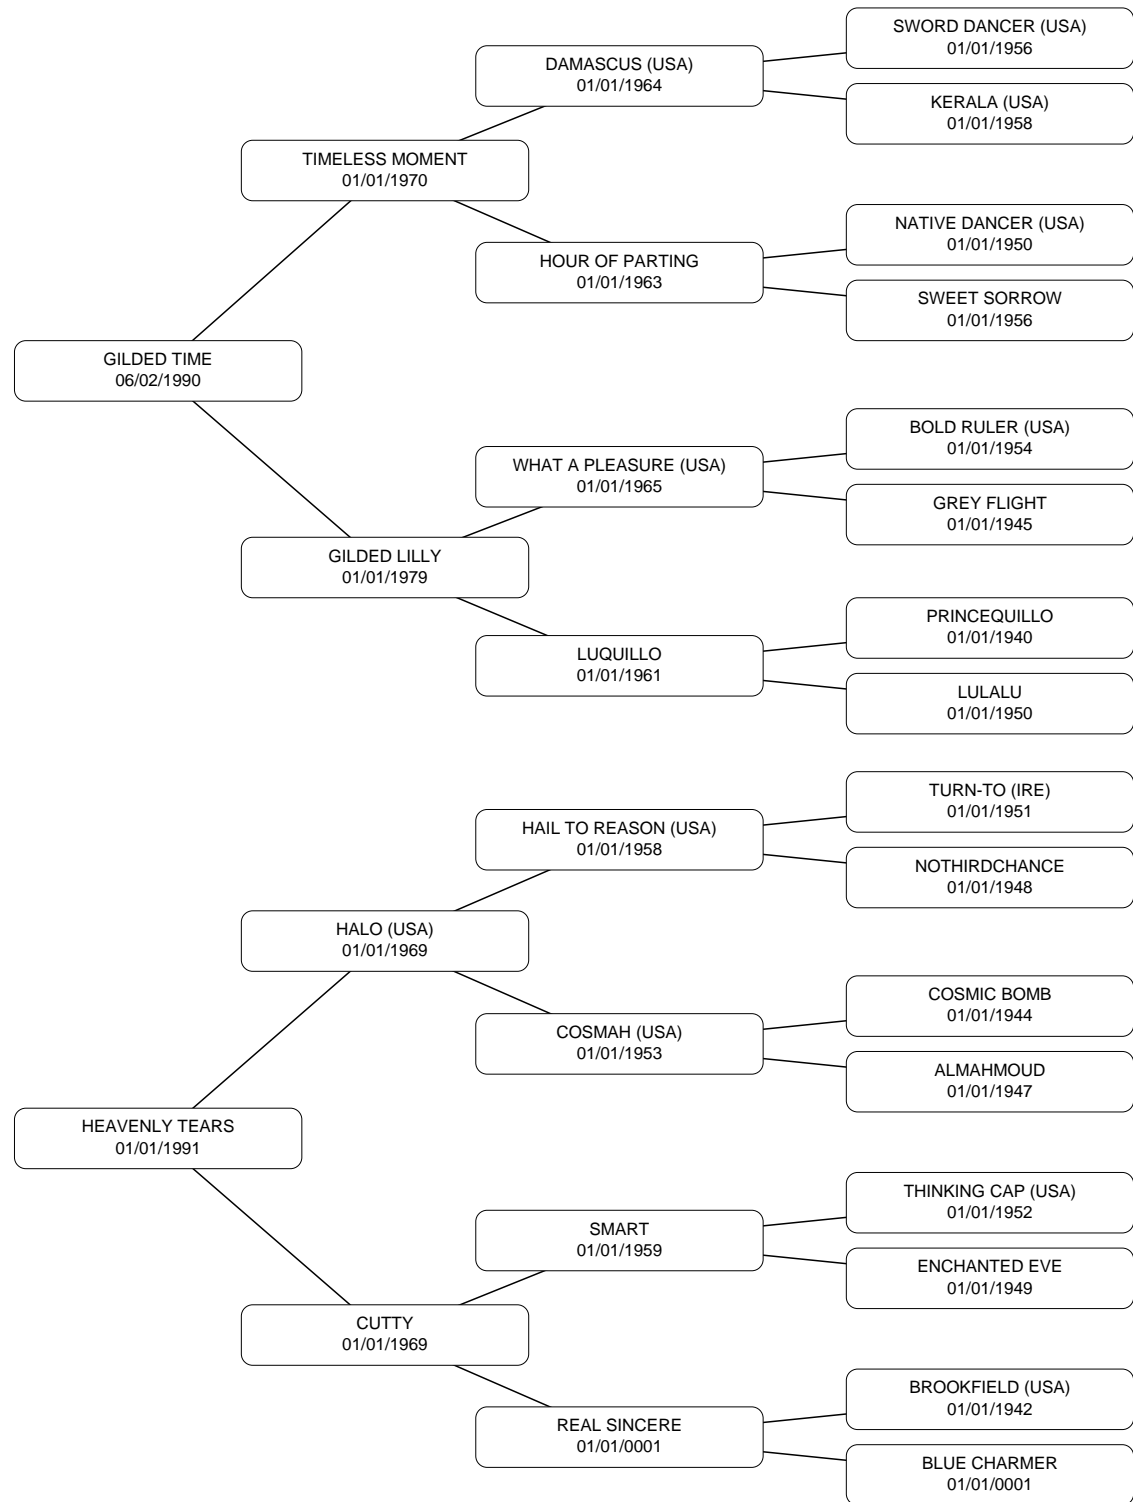 SWORD DANCER (USA)
01/01/1956
DAMASCUS (USA)
01/01/1964
KERALA (USA)
01/01/1958
TIMELESS MOMENT
01/01/1970
NATIVE DANCER (USA)
01/01/1950
HOUR OF PARTING
01/01/1963
SWEET SORROW
01/01/1956
GILDED TIME
06/02/1990
BOLD RULER (USA)
01/01/1954
WHAT A PLEASURE (USA)
01/01/1965
GREY FLIGHT
01/01/1945
GILDED LILLY
01/01/1979
PRINCEQUILLO
01/01/1940
LUQUILLO
01/01/1961
LULALU
01/01/1950
TURN-TO (IRE)
01/01/1951
HAIL TO REASON (USA)
01/01/1958
NOTHIRDCHANCE
01/01/1948
HALO (USA)
01/01/1969
COSMIC BOMB
01/01/1944
COSMAH (USA)
01/01/1953
ALMAHMOUD
01/01/1947
HEAVENLY TEARS
01/01/1991
THINKING CAP (USA)
01/01/1952
SMART
01/01/1959
ENCHANTED EVE
01/01/1949
CUTTY
01/01/1969
BROOKFIELD (USA)
01/01/1942
REAL SINCERE
01/01/0001
BLUE CHARMER
01/01/0001